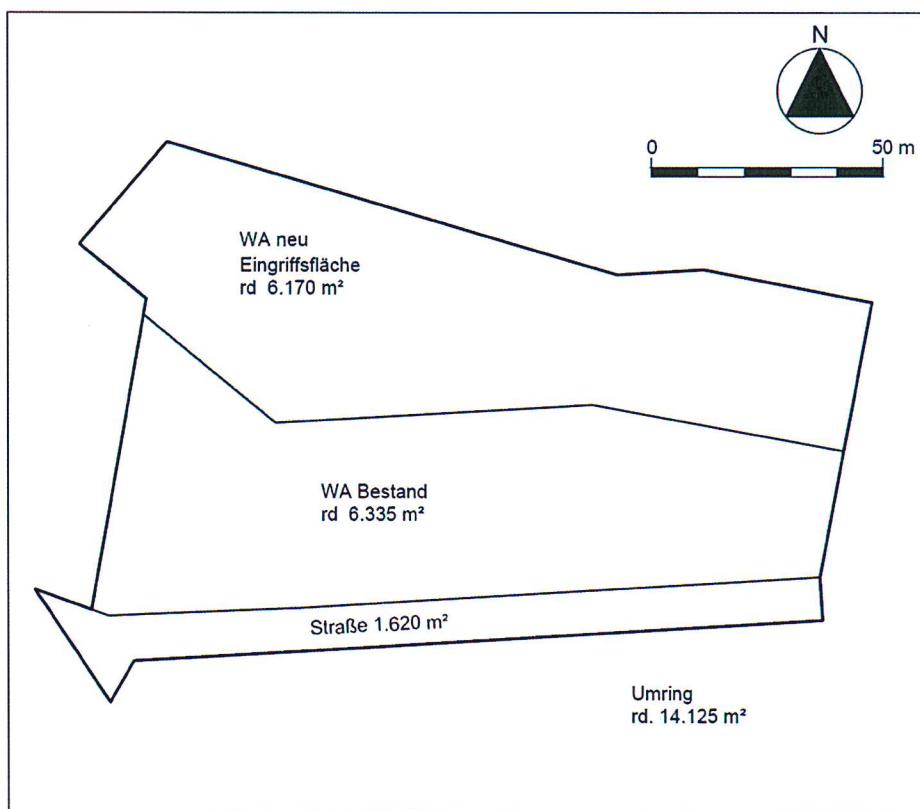 N
0 50 m
WA neu
Eingriffsfläche
rd 6.170 m²
WA Bestand
rd 6.335 m²
Straße 1.620 m²
Umring
rd. 14.125 m²